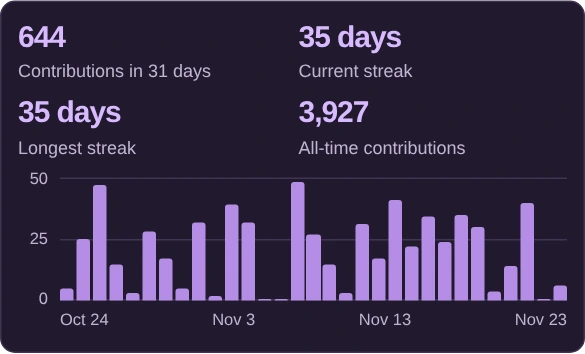 644
35 days
Contributions in 31 days
Current streak
35 days
3,927
Longest streak
All-time contributions
50
25
0
Oct 24
Nov 3
Nov 13
Nov 23